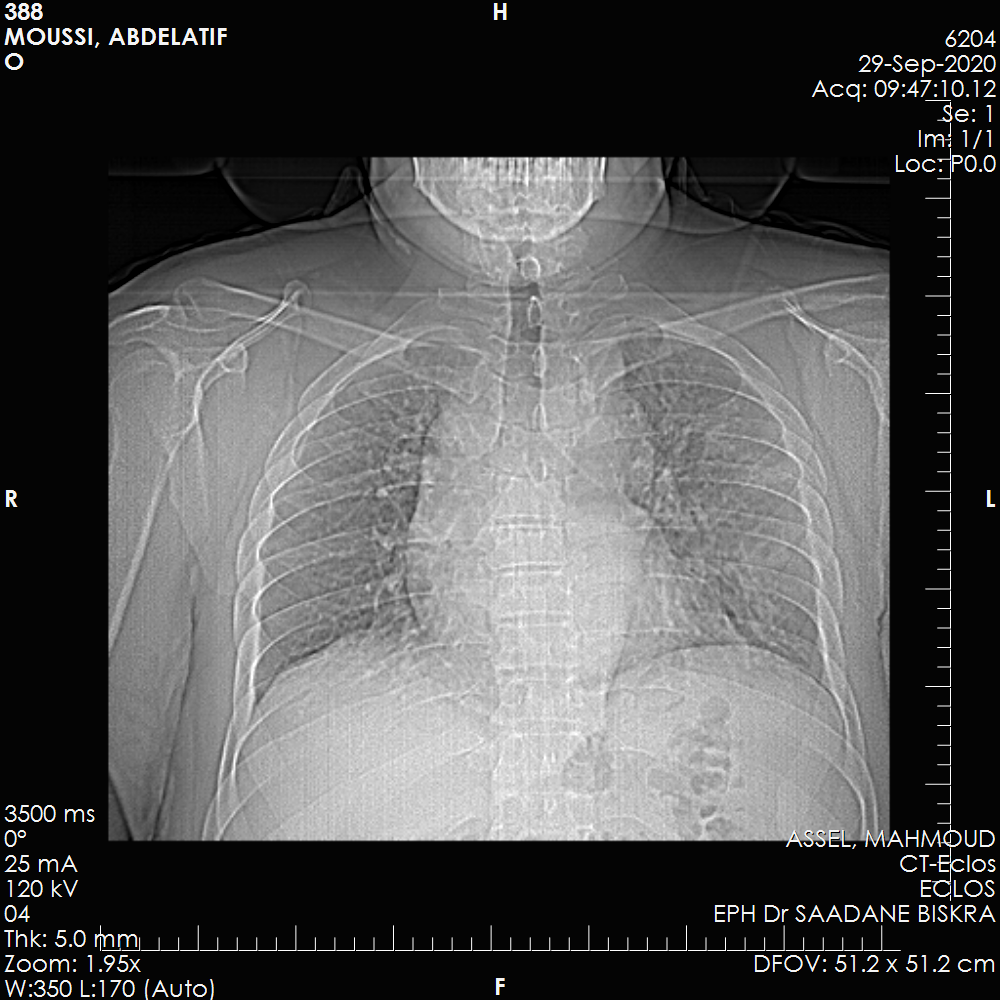 388
MOUSSI, ABDELATIF
O
H
6204
29-Sep-2020
Acq: 09:47:10.12
Se: 1
Im: 1/1
Loc: P0.0
R
L
3500 ms
0°
25 mA
120 kV
04
Thk: 5.0 mm
Zoom: 1.95x
W:350 L:170 (Auto)
F
ASSEL, MAHMOUD
CT-Eclos
ECLOS
EPH Dr SAADANE BISKRA
DFOV: 51.2 x 51.2 cm